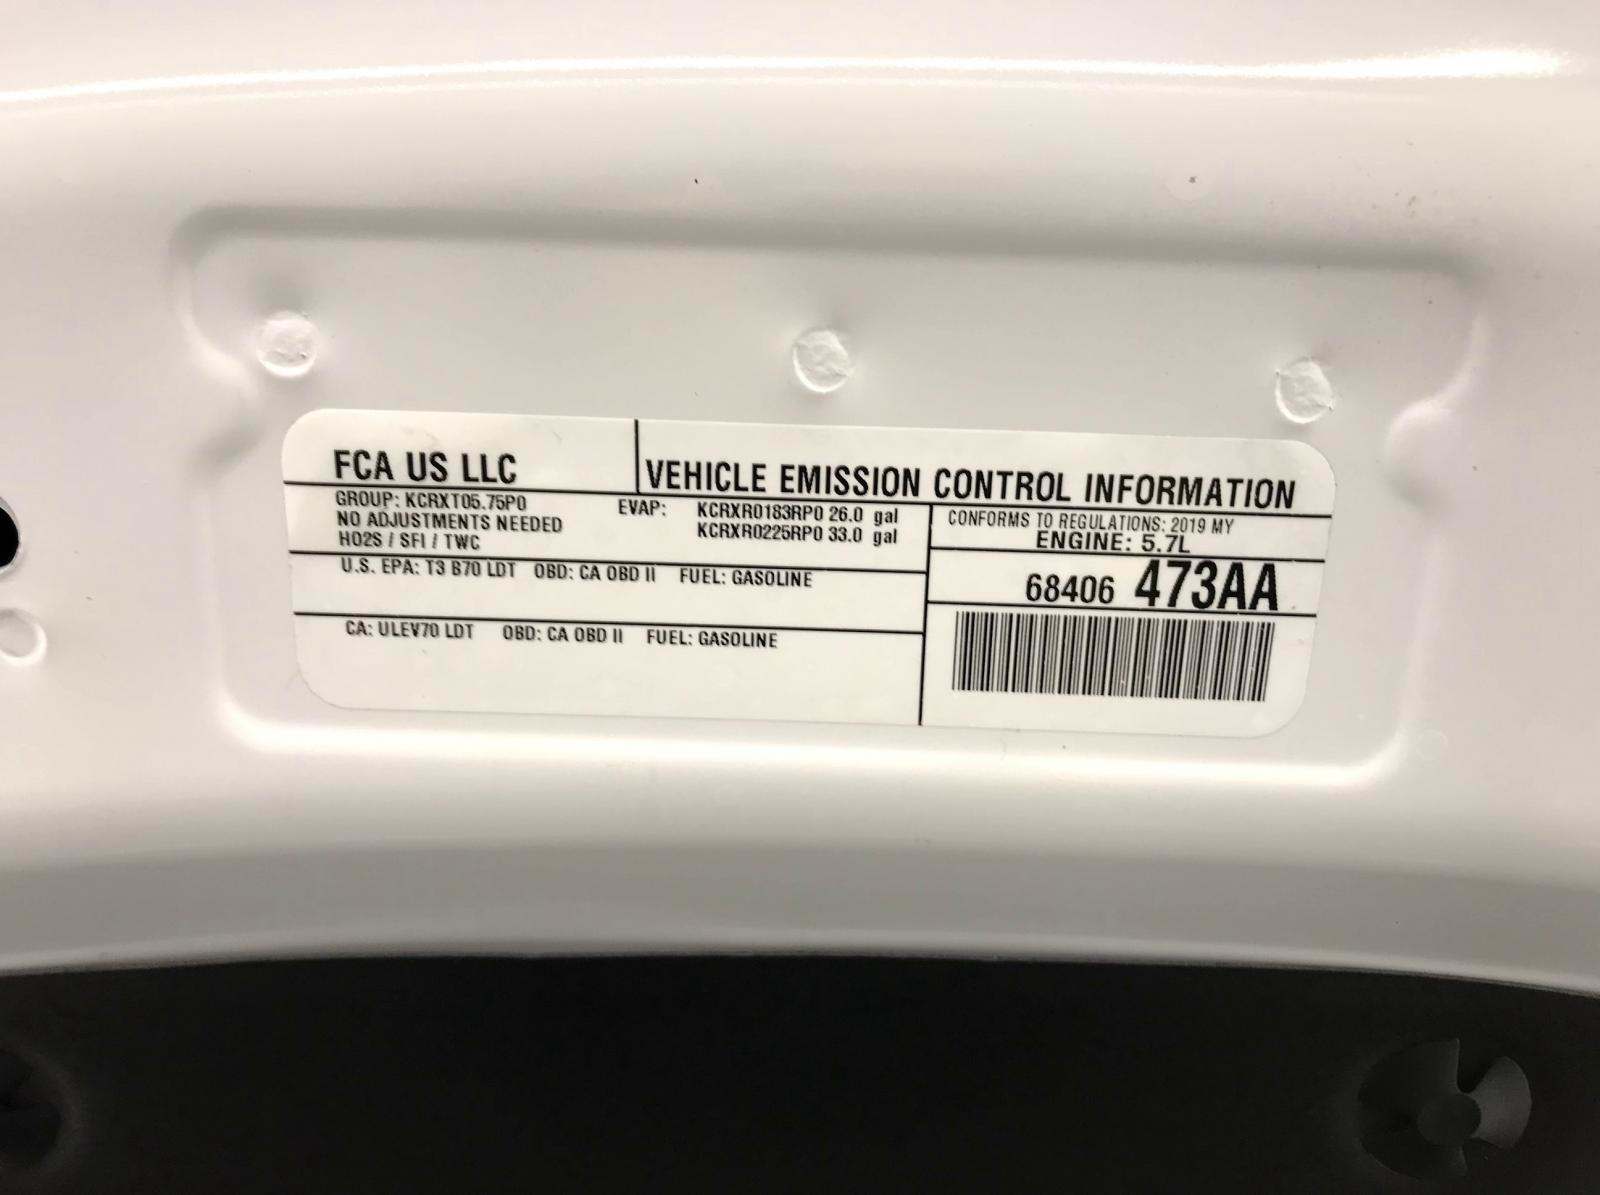 FCA US LLC
VEHICLE EMISSION CONTROL INFORMATION
GROUP: KCRXT05.75P0
NO ADJUSTMENTS NEEDED
HO2S / SFI / TWC
EVAP: KCRXR0183RP0 26.0 gal
KCRXR0225RP0 33.0 gal
CONFORMS TO REGULATIONS: 2019 MY
ENGINE: 5.7L
U.S. EPA: T3 B70 LDT OBD: CA OBD II FUEL: GASOLINE
68406 473AA
CA: ULEV70 LDT OBD: CA OBD II FUEL: GASOLINE